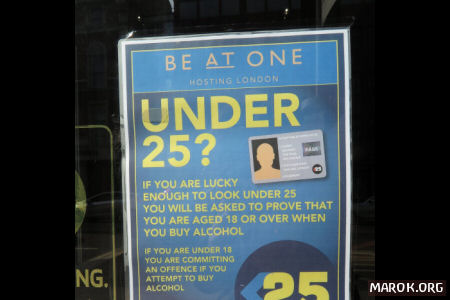 BE AT ONE
HOSTING LONDON
UNDER
25?
IF YOU ARE LUCKY
ENOUGH TO LOOK UNDER 25
YOU WILL BE ASKED TO PROVE THAT
YOU ARE AGED 18 OR OVER WHEN
YOU BUY ALCOHOL
IF YOU ARE UNDER 18
YOU ARE COMMITTING
AN OFFENCE IF YOU
ATTEMPT TO BUY
ALCOHOL
25
NG.
MAROK.ORG